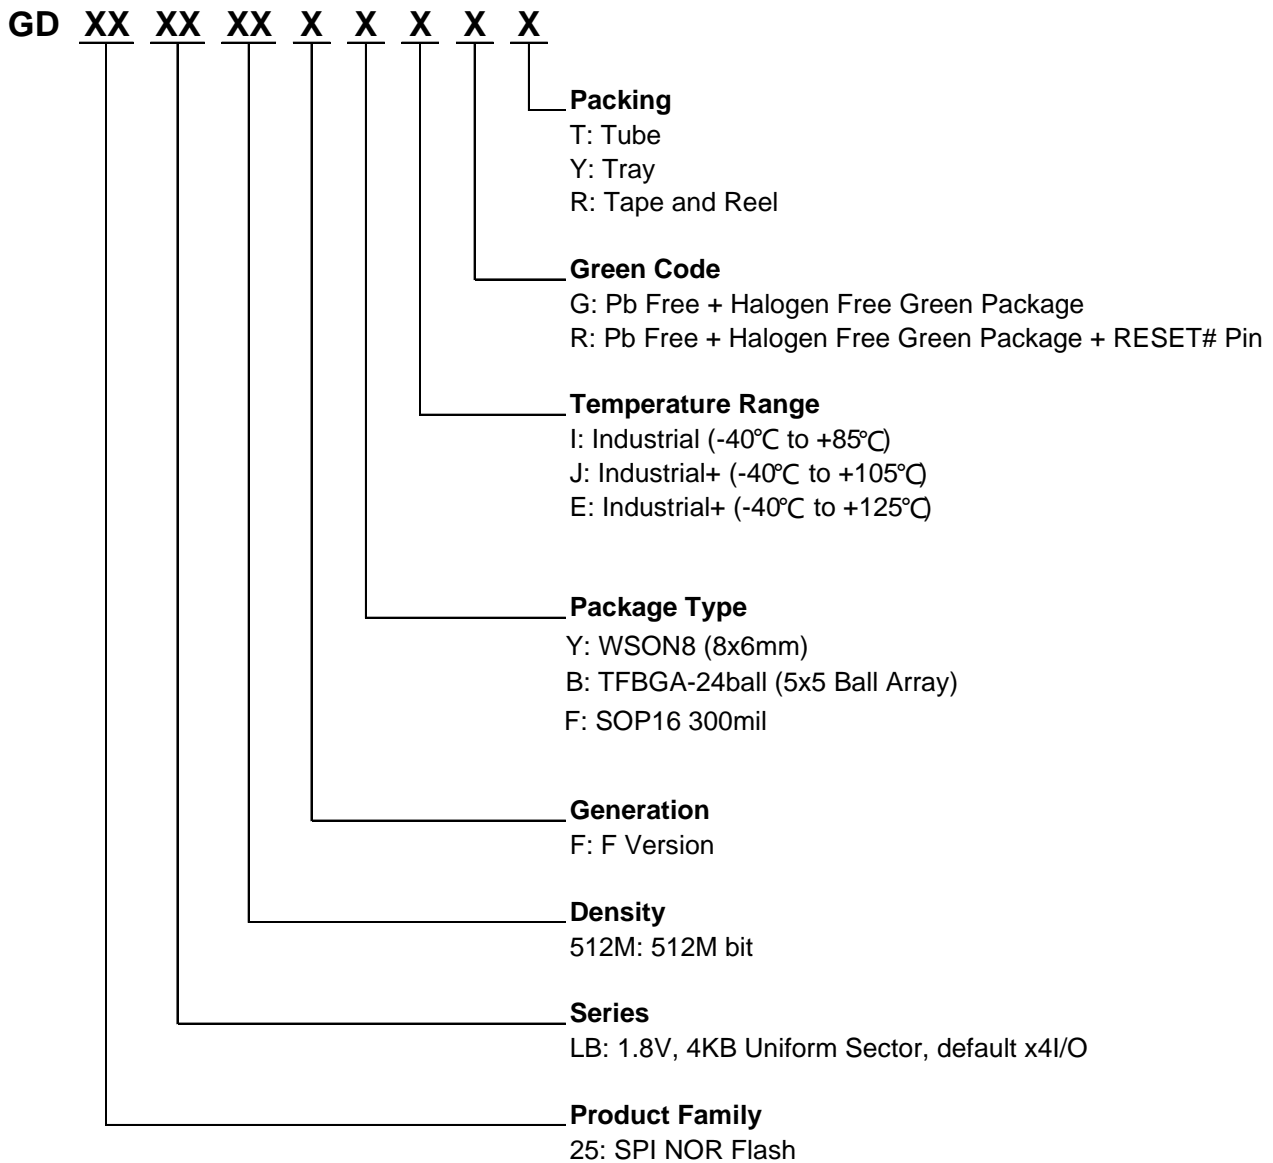 GD XX XX XX X X X X X
Packing
T: Tube
Y: Tray
R: Tape and Reel
Green Code
G: Pb Free + Halogen Free Green Package
R: Pb Free + Halogen Free Green Package + RESET# Pin
Temperature Range
I: Industrial (-40℃ to +85℃)
J: Industrial+ (-40℃ to +105℃)
E: Industrial+ (-40℃ to +125℃)
Package Type
Y: WSON8 (8x6mm)
B: TFBGA-24ball (5x5 Ball Array)
F: SOP16 300mil
Generation
F: F Version
Density
512M: 512M bit
Series
LB: 1.8V, 4KB Uniform Sector, default x4I/O
Product Family
25: SPI NOR Flash